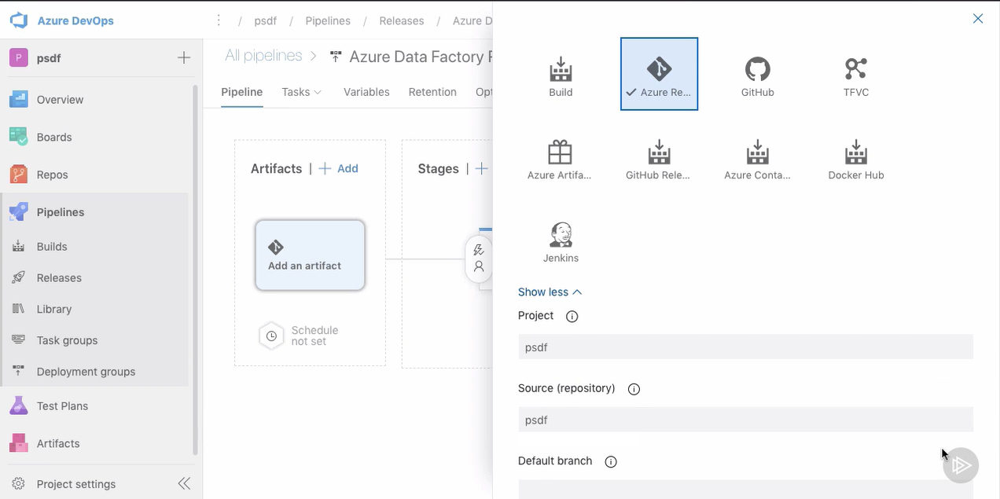 Azure DevOps
/ psdf / Pipelines / Releases / Azure D
P psdf
All pipelines > Azure Data Factory
Pipeline Tasks Variables Retention Opt
Overview
Boards
Repos
Pipelines
Builds
Releases
Library
Task groups
Deployment groups
Test Plans
Artifacts
Project settings
Artifacts | + Add
Stages | +
Add an artifact
Schedule
not set
Build Azure Re... GitHub TFVC
Azure Artifa... GitHub Rele... Azure Conta... Docker Hub
Jenkins
Show less
Project
psdf
Source (repository)
psdf
Default branch